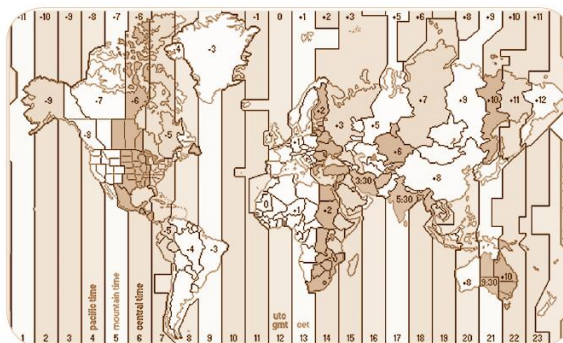 -11 -10 -9 -8 -7 -6 -5 -1 0 +1 +2 +3 +5 +6 +8 +9 +10 +11
-4 -3
-9 -7 -6 +7 +9 +10 +11 +12
+2 +3 +5
-8 -5
+6
3:30 +8
5:30
0 +1 +2
-5
-4 -3
+8 9:30 +10
pacific time
mountain time
central time
utc
gmt cet
1 2 3 4 5 6 7 8 9 10 11 12 13 14 15 16 17 18 19 20 21 22 23